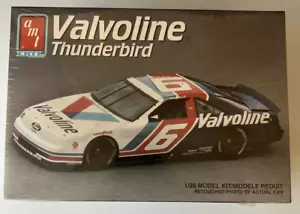 amt
ERTL
Valvoline
Thunderbird
6
Valvoline
Valvoline
6
1/25 MODEL KIT/MODELE REDUIT
RETOUCHED PHOTO OF ACTUAL CAR